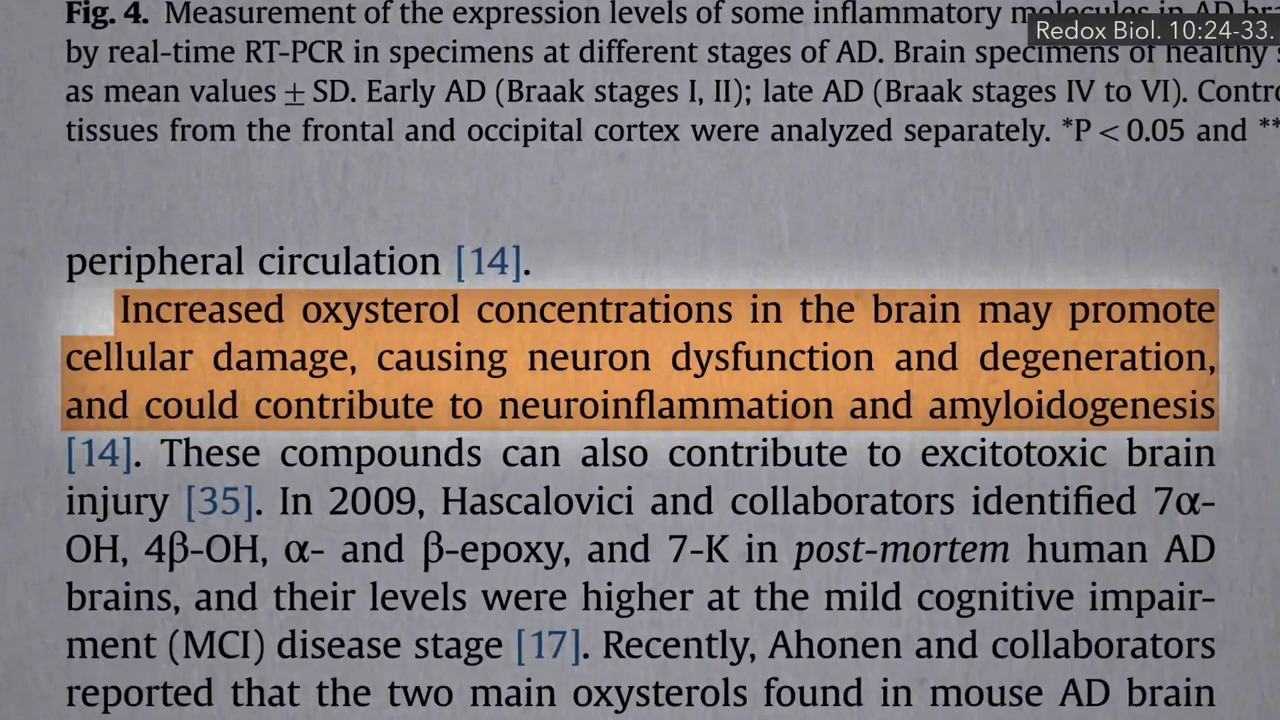 Fig. 4. Measurement of the expression levels of some inflammatory molecules in AD
Redox Biol. 10:24-33.
by real-time RT-PCR in specimens at different stages of AD. Brain specimens of healthy
as mean values ± SD. Early AD (Braak stages I, II); late AD (Braak stages IV to VI).
tissues from the frontal and occipital cortex were analyzed separately. *P < 0.05 and **
peripheral circulation [14].
Increased oxysterol concentrations in the brain may promote
cellular damage, causing neuron dysfunction and degeneration,
and could contribute to neuroinflammation and amyloidogenesis
[14]. These compounds can also contribute to excitotoxic brain
injury [35]. In 2009, Hascalovici and collaborators identified 7α-
OH, 4β-OH, α- and β-epoxy, and 7-K in post-mortem human AD
brains, and their levels were higher at the mild cognitive impair-
ment (MCI) disease stage [17]. Recently, Ahonen and collaborators
reported that the two main oxysterols found in mouse AD brain